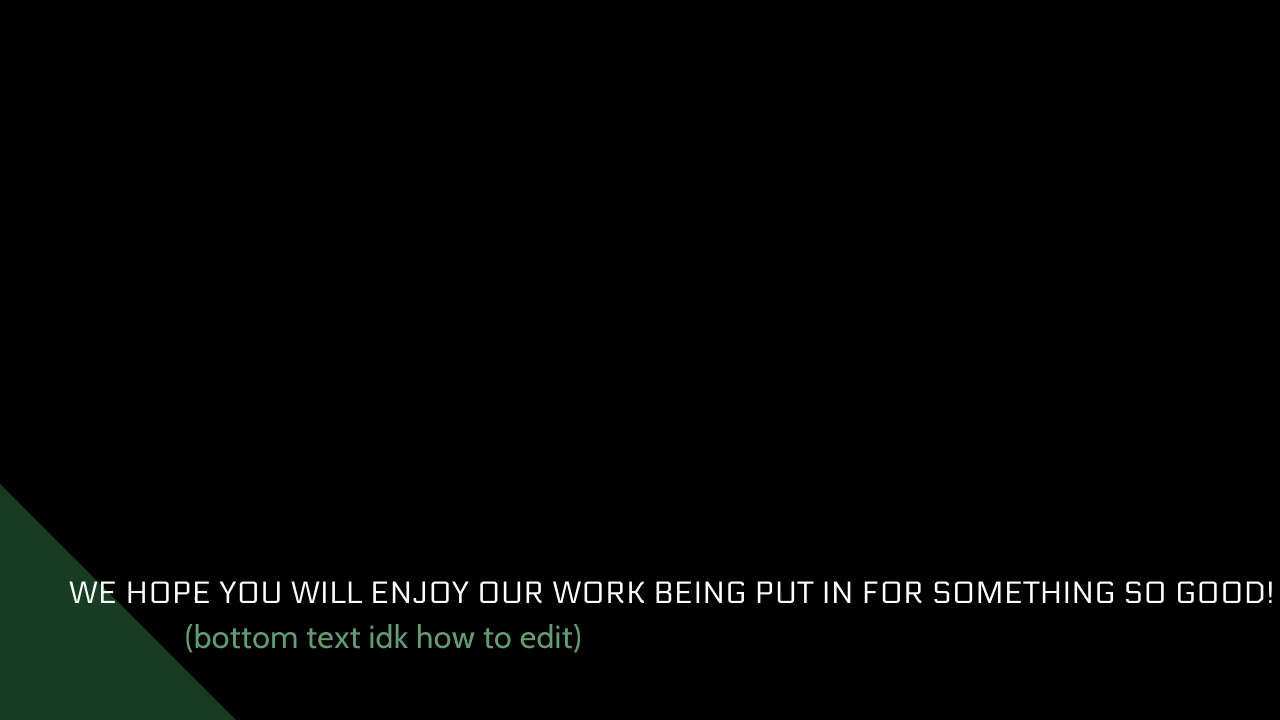 WE HOPE YOU WILL ENJOY OUR WORK BEING PUT IN FOR SOMETHING SO GOOD!
(bottom text idk how to edit)